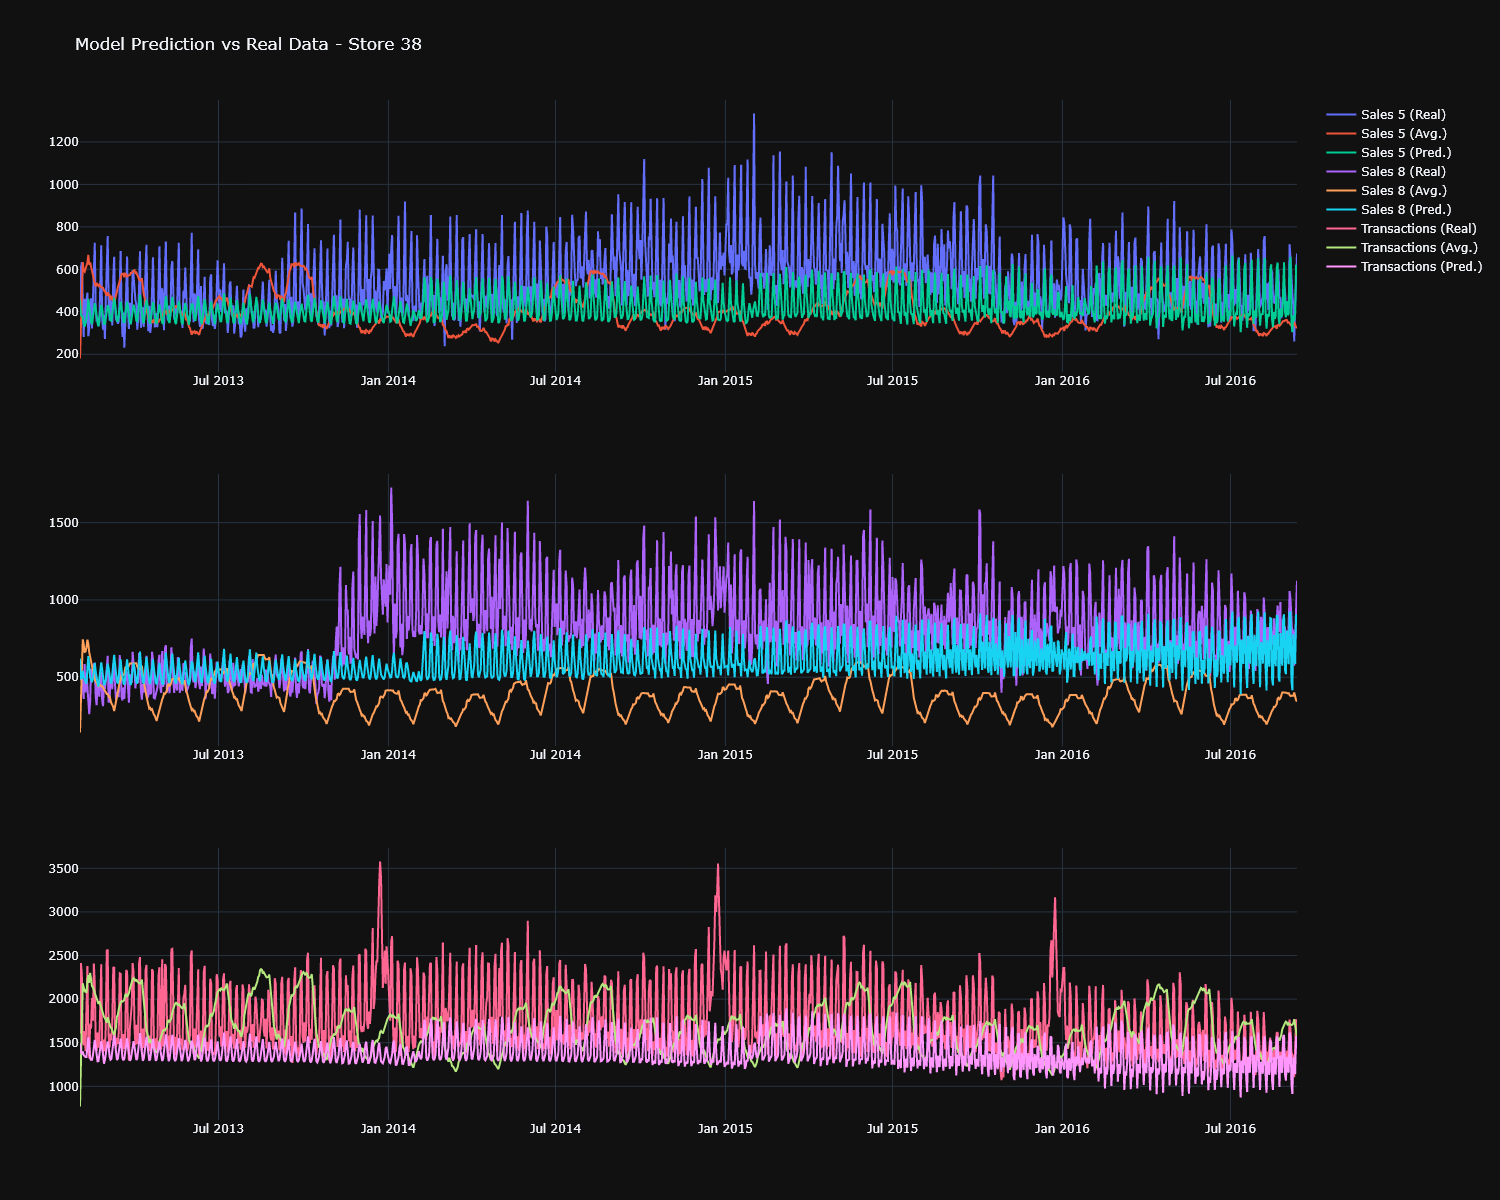 Model Prediction vs Real Data - Store 38
Sales 5 (Real)
Sales 5 (Avg.)
Sales 5 (Pred.)
Sales 8 (Real)
Sales 8 (Avg.)
Sales 8 (Pred.)
Transactions (Real)
Transactions (Avg.)
Transactions (Pred.)
1200
1000
800
600
400
200
Jul 2013 Jan 2014 Jul 2014 Jan 2015 Jul 2015 Jan 2016 Jul 2016
1500
1000
500
Jul 2013 Jan 2014 Jul 2014 Jan 2015 Jul 2015 Jan 2016 Jul 2016
3500
3000
2500
2000
1500
1000
Jul 2013 Jan 2014 Jul 2014 Jan 2015 Jul 2015 Jan 2016 Jul 2016